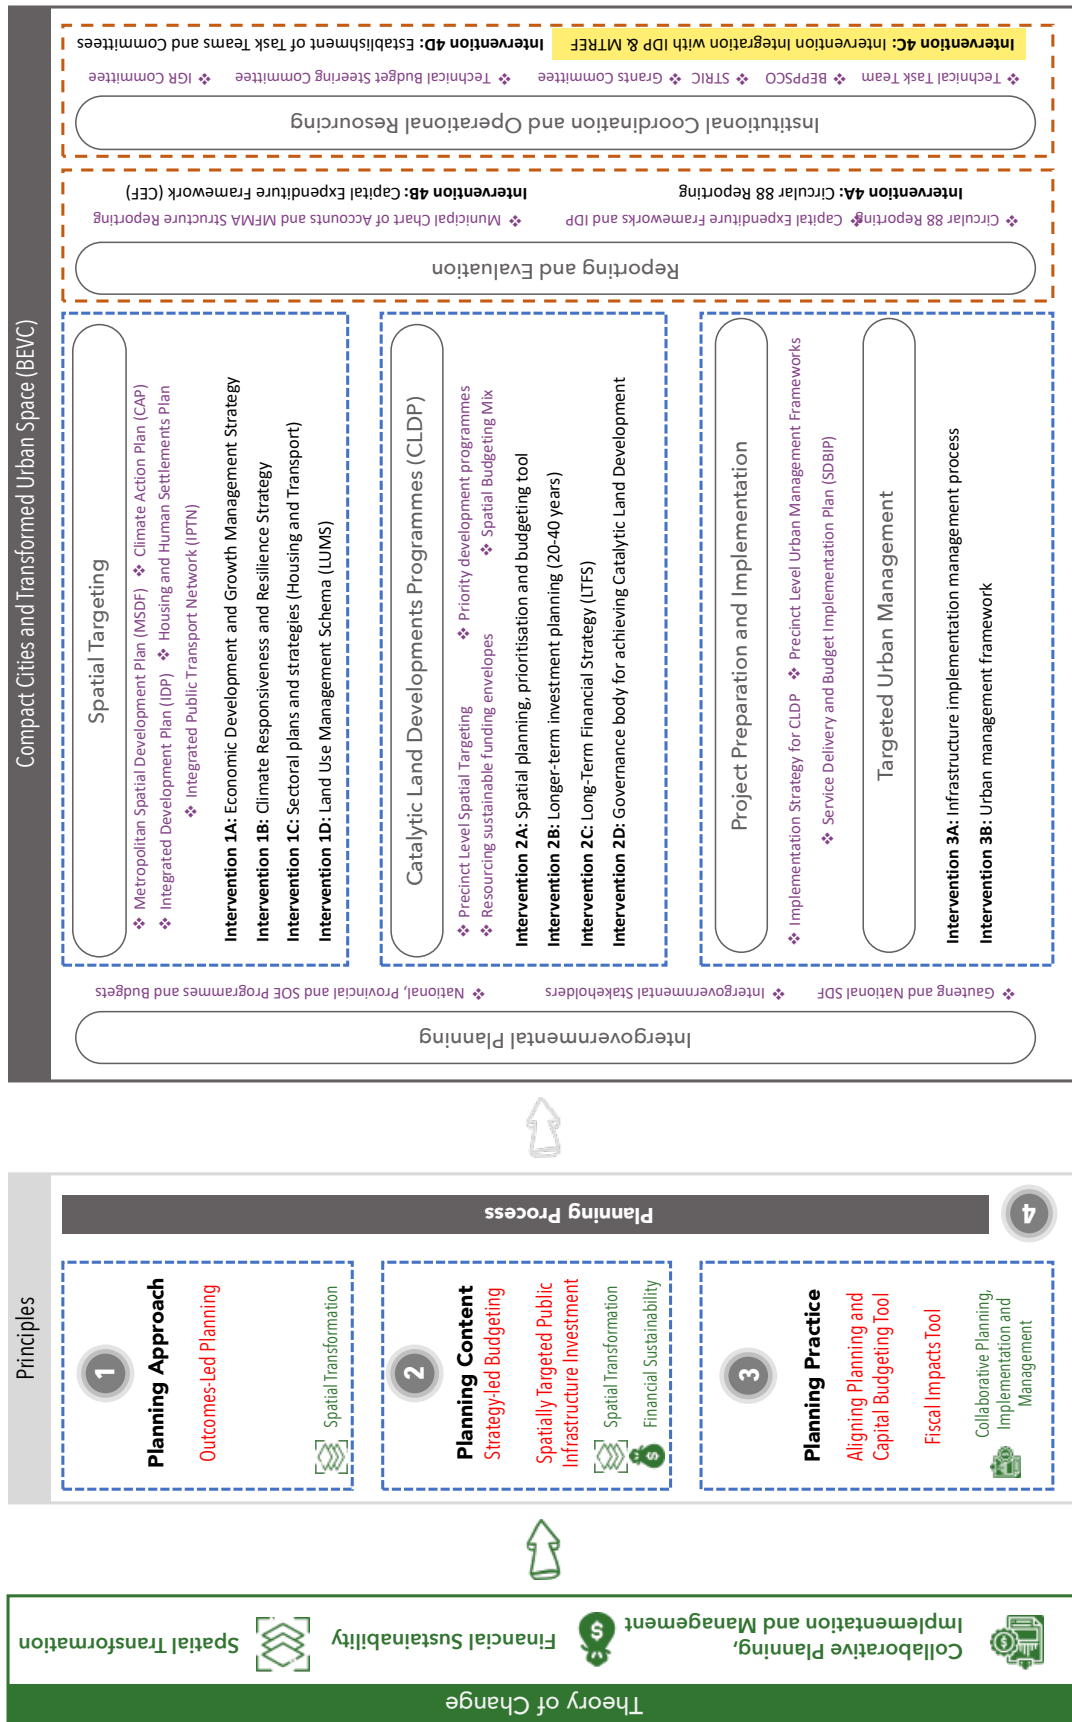 Theory of Change
Spatial Transformation
Financial Sustainability
Collaborative Planning,
Implementation and Management
Principles
1
Planning Approach
Outcomes-Led Planning
Spatial Transformation
2
Planning Content
Strategy-led Budgeting
Spatially Targeted Public
Infrastructure Investment
Spatial Transformation
Financial Sustainability
3
Planning Practice
Aligning Planning and
Capital Budgeting Tool
Fiscal Impacts Tool
Collaborative Planning,
Implementation and
Management
Planning Process
4
Compact Cities and Transformed Urban Space (BEVC)
Intergovernmental Planning
❖ National, Provincial and SOE Programmes and Budgets
❖ Intergovernmental Stakeholders
❖ Gauteng and National SDF
Spatial Targeting
❖ Metropolitan Spatial Development Plan (MSDF) ❖ Climate Action Plan (CAP)
❖ Integrated Development Plan (IDP) ❖ Housing and Human Settlements Plan
❖ Integrated Public Transport Network (IPTN)
Intervention 1A: Economic Development and Growth Management Strategy
Intervention 1B: Climate Responsiveness and Resilience Strategy
Intervention 1C: Sectoral plans and strategies (Housing and Transport)
Intervention 1D: Land Use Management Schema (LUMS)
Catalytic Land Developments Programmes (CLDP)
❖ Precinct Level Spatial Targeting ❖ Priority development programmes
❖ Resourcing sustainable funding envelopes ❖ Spatial Budgeting Mix
Intervention 2A: Spatial planning, prioritisation and budgeting tool
Intervention 2B: Longer-term investment planning (20-40 years)
Intervention 2C: Long-Term Financial Strategy (LTFS)
Intervention 2D: Governance body for achieving Catalytic Land Development
Project Preparation and Implementation
❖ Implementation Strategy for CLDP ❖ Precinct Level Urban Management Frameworks
❖ Service Delivery and Budget Implementation Plan (SDBIP)
Targeted Urban Management
Intervention 3A: Infrastructure implementation management process
Intervention 3B: Urban management framework
Reporting and Evaluation
❖ Circular 88 Reporting ❖ Capital Expenditure Frameworks and IDP ❖ Municipal Chart of Accounts and MFMA Structure Reporting
Intervention 4A: Circular 88 Reporting
Intervention 4B: Capital Expenditure Framework (CEF)
Institutional Coordination and Operational Resourcing
❖ Technical Task Team ❖ BEPPSCO ❖ STRIC ❖ Grants Committee ❖ Technical Budget Steering Committee ❖ IGR Committee
Intervention 4C: Intervention Integration with IDP & MTREF
Intervention 4D: Establishment of Task Teams and Committees